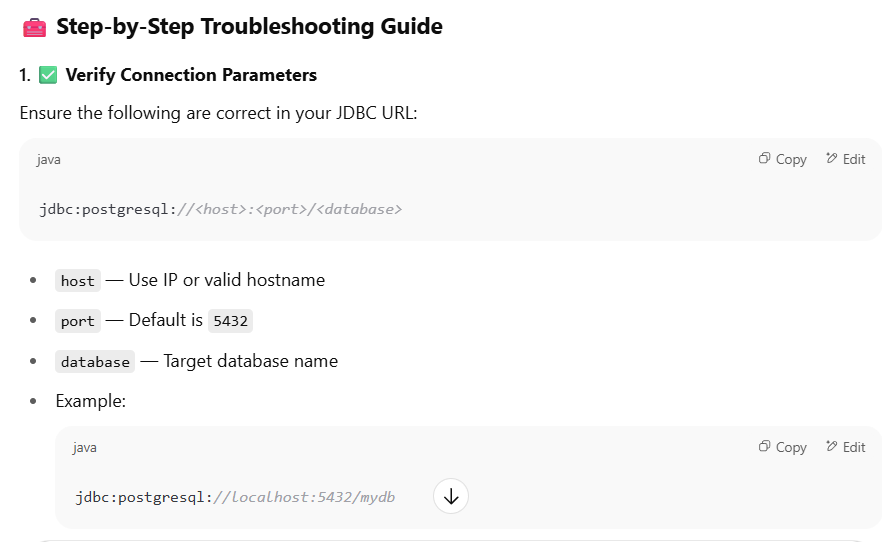 🧰 Step-by-Step Troubleshooting Guide
1. ✅ Verify Connection Parameters
Ensure the following are correct in your JDBC URL:
java Copy Edit
jdbc:postgresql://<host>:<port>/<database>
• host — Use IP or valid hostname
• port — Default is 5432
• database — Target database name
• Example:
java Copy Edit
jdbc:postgresql://localhost:5432/mydb